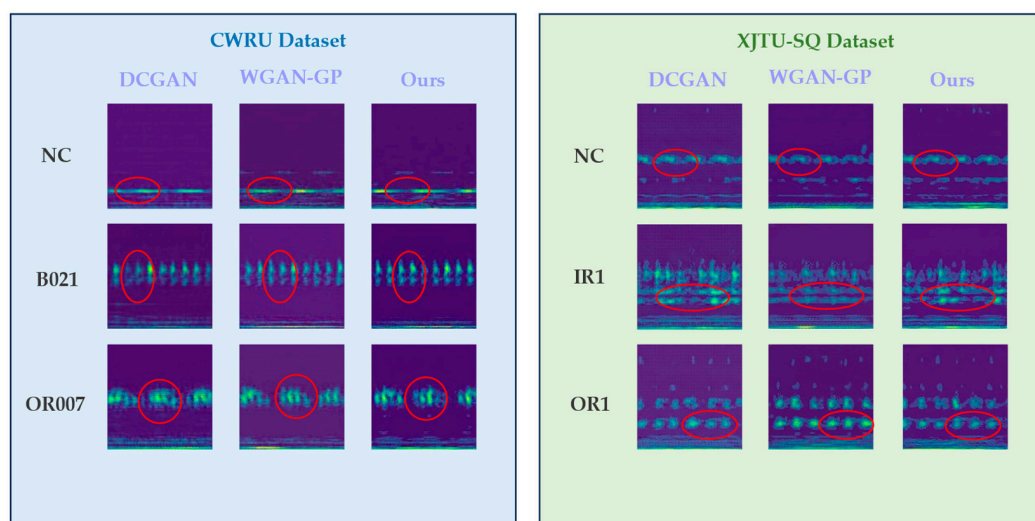 CWRU Dataset
DCGAN WGAN-GP Ours
NC
B021
OR007
XJTU-SQ Dataset
DCGAN WGAN-GP Ours
NC
IR1
OR1